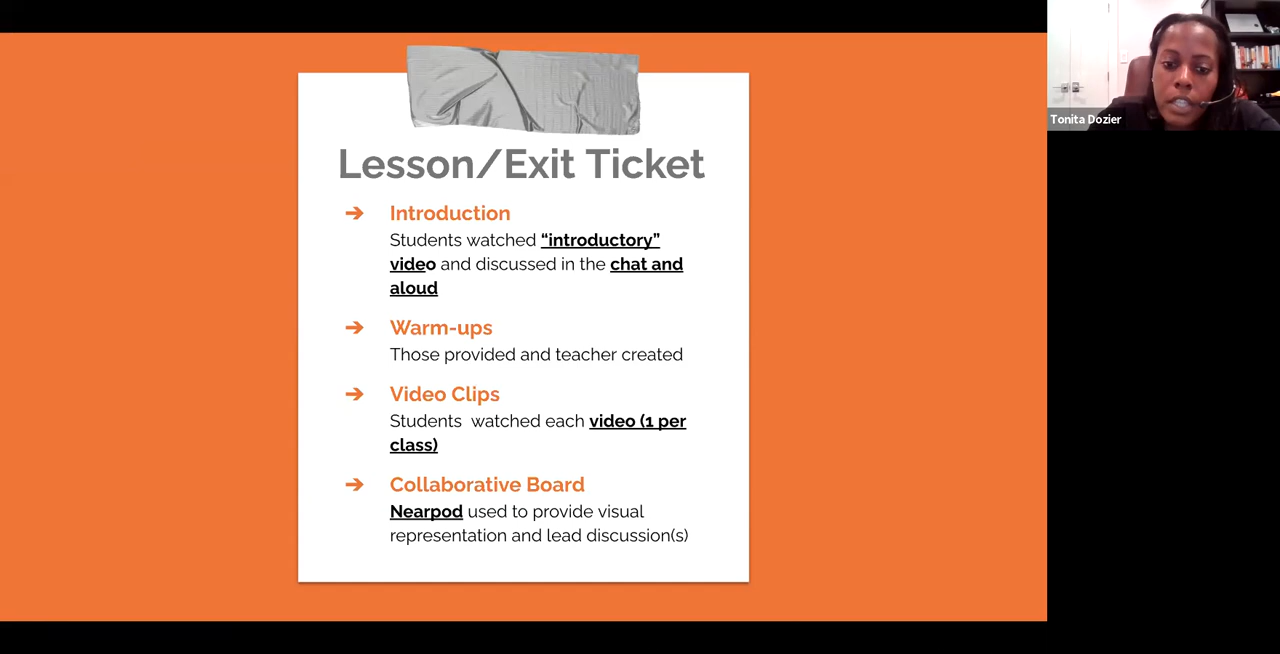 Lesson/Exit Ticket
➔ Introduction
Students watched “introductory”
video and discussed in the chat and
aloud
➔ Warm-ups
Those provided and teacher created
➔ Video Clips
Students watched each video (1 per
class)
➔ Collaborative Board
Nearpod used to provide visual
representation and lead discussion(s)
Tonita Dozier